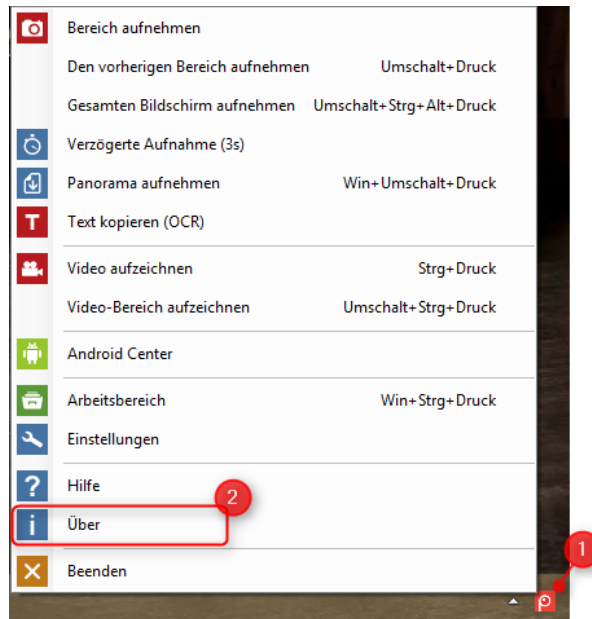 Bereich aufnehmen
Den vorherigen Bereich aufnehmen Umschalt+Druck
Gesamten Bildschirm aufnehmen Umschalt+Strg+Alt+Druck
Verzögerte Aufnahme (3s)
Panorama aufnehmen Win+Umschalt+Druck
T Text kopieren (OCR)
Video aufzeichnen Strg+Druck
Video-Bereich aufzeichnen Umschalt+Strg+Druck
Android Center
Arbeitsbereich Win+Strg+Druck
Einstellungen
? Hilfe
2
i Über
1
Beenden